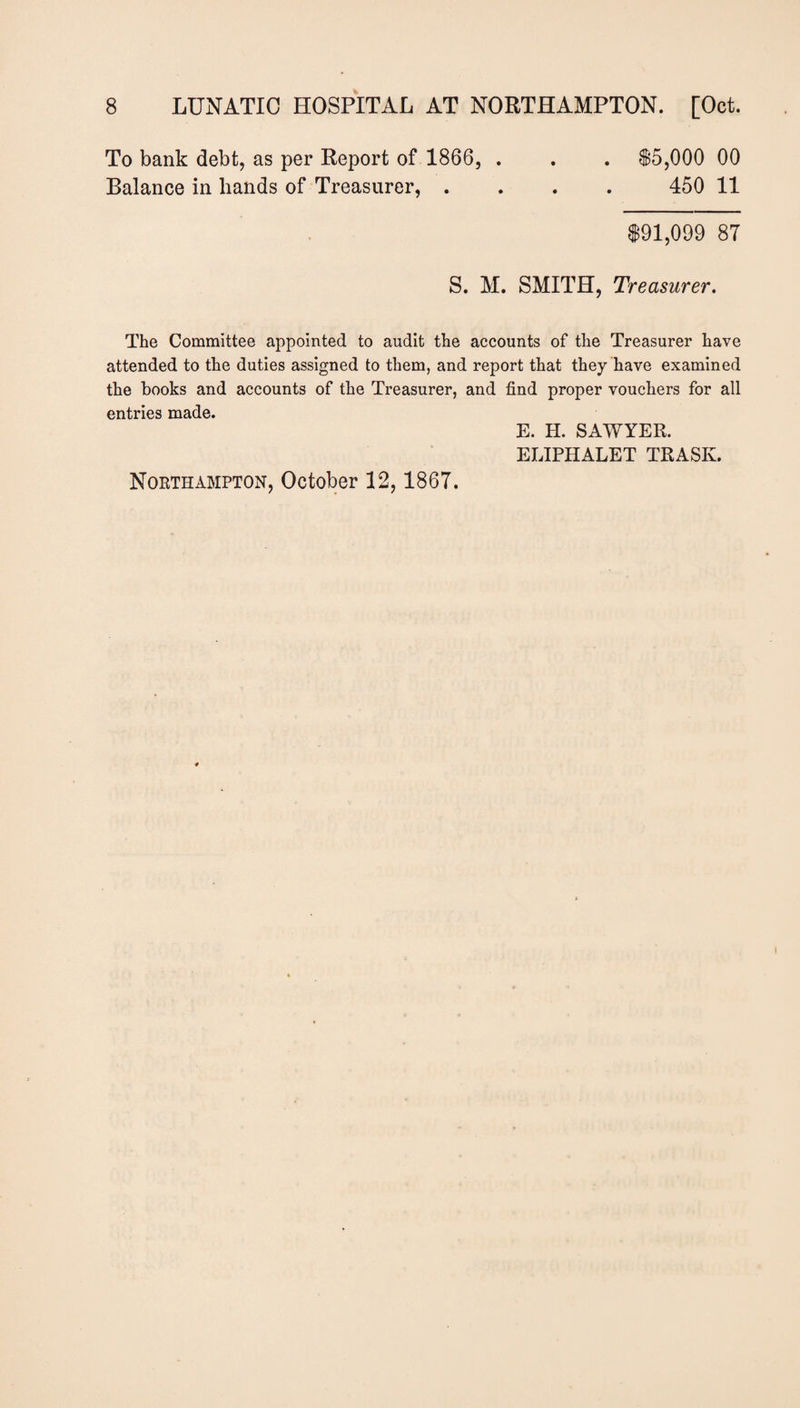 8 LUNATIC HOSPITAL AT NORTHAMPTON. [Oct.
To bank debt, as per Report of 1866, . . . $5,000 00
Balance in hands of Treasurer, . . . . 450 11
$91,099 87
S. M. SMITH, Treasurer.
The Committee appointed to audit the accounts of the Treasurer have
attended to the duties assigned to them, and report that they have examined
the books and accounts of the Treasurer, and find proper vouchers for all
entries made.
E. H. SAWYER.
ELIPHALET TRASK.
NORTHAMPTON, October 12, 1867.